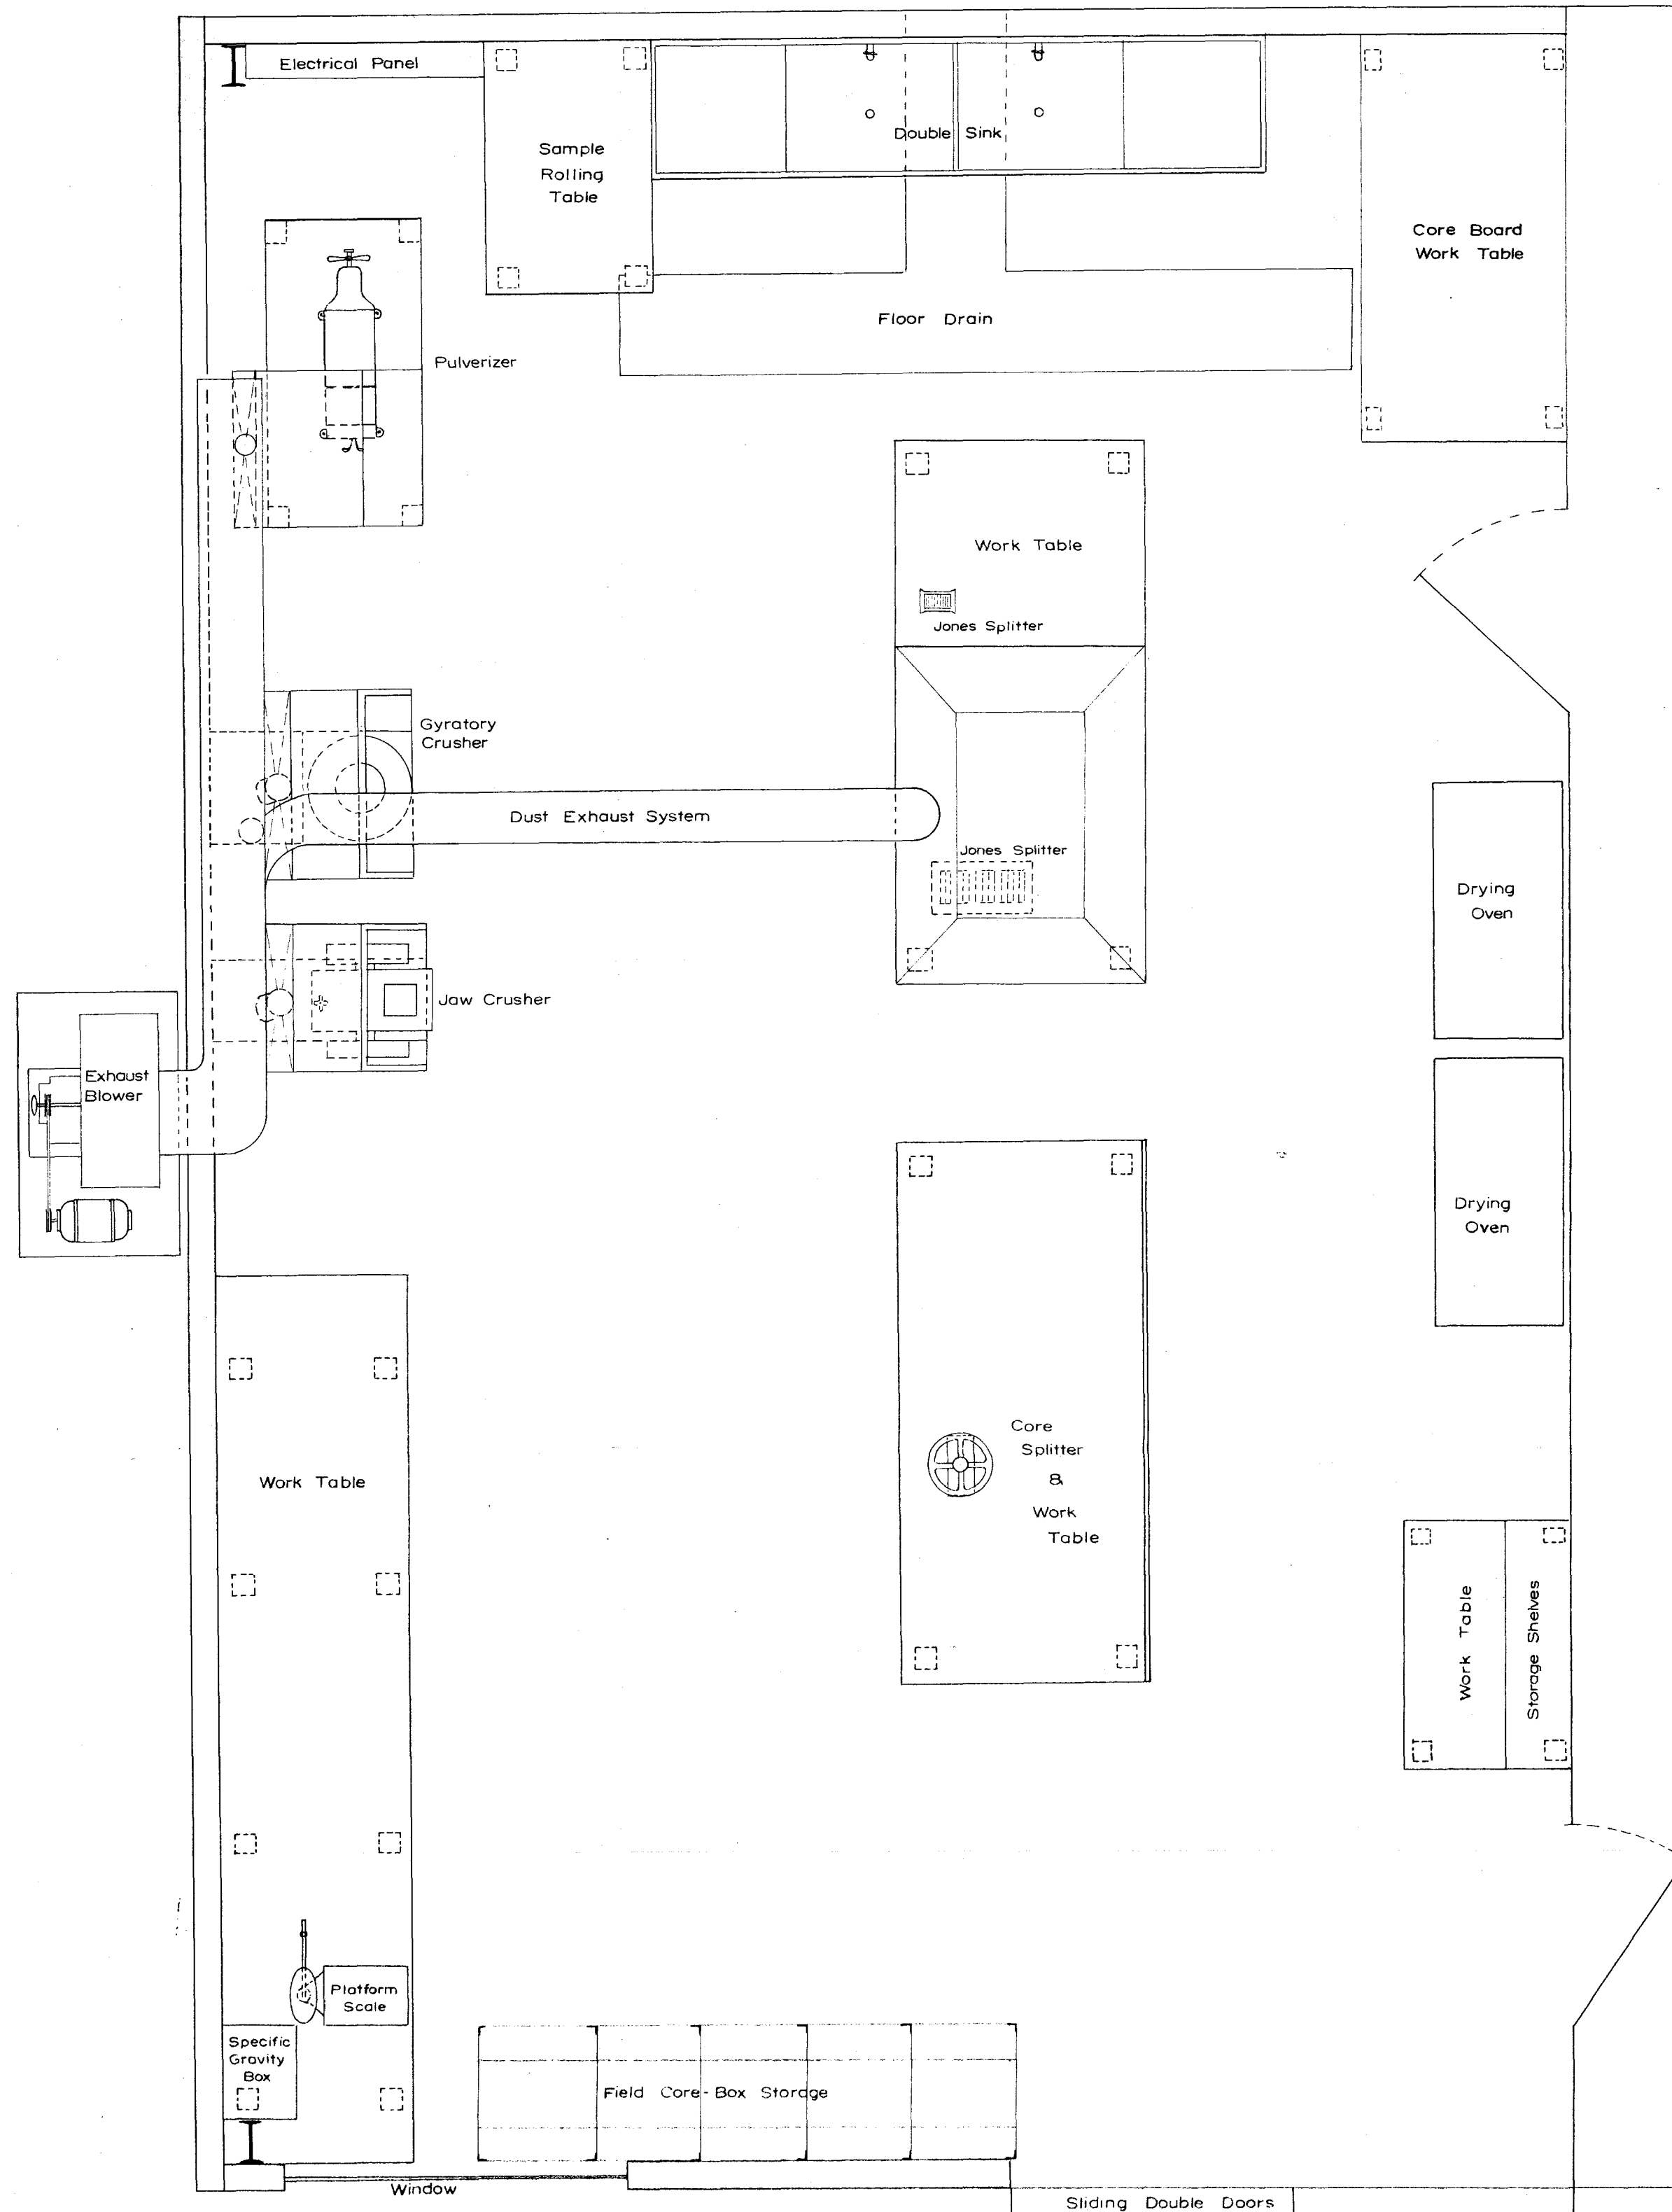 Electrical Panel
Sample
Rolling
Table
Double Sink
Core Board
Work Table
Floor Drain
Pulverizer
Work Table
Jones Splitter
Gyratory
Crusher
Dust Exhaust System
Jones Splitter
Drying
Oven
Jaw Crusher
Exhaust
Blower
Drying
Oven
Core
Splitter
&
Work
Table
Work Table
Work Table
Storage Shelves
Platform
Scale
Specific
Gravity
Box
Field Core-Box Storage
Window
Sliding Double Doors